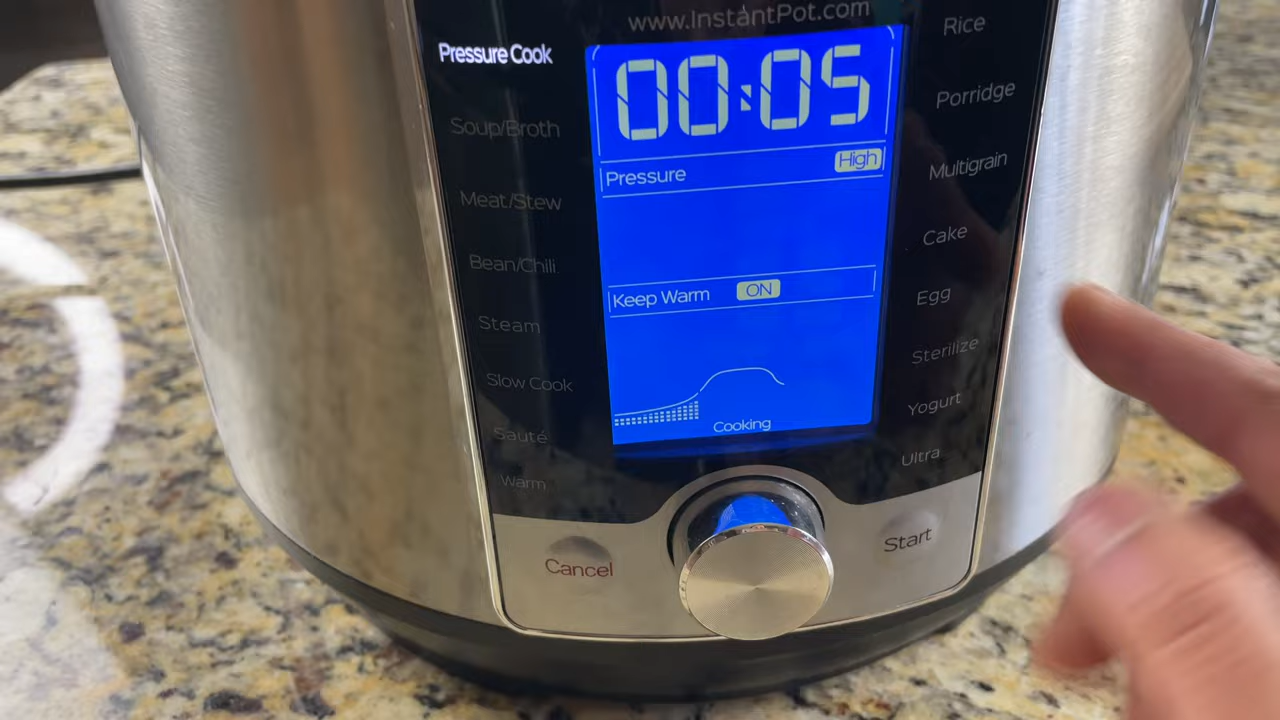 www.InstantPot.com
Pressure Cook
Soup/Broth
Meat/Stew
Bean/Chili
Steam
Slow Cook
Sauté
Warm
00:05
Pressure High
Keep Warm ON
Cooking
Rice
Porridge
Multigrain
Cake
Egg
Sterilize
Yogurt
Ultra
Cancel
Start